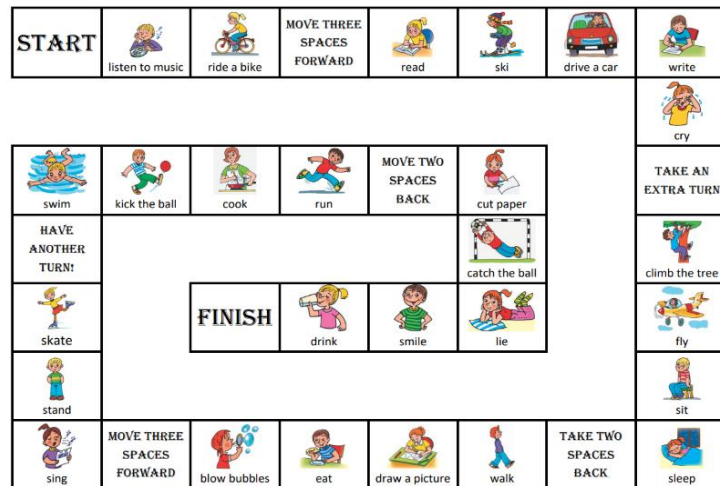 START
listen to music
ride a bike
MOVE THREE
SPACES
FORWARD
read
ski
drive a car
write
cry
TAKE AN
EXTRA TURN
climb the tree
fly
sit
sleep
TAKE TWO
SPACES
BACK
walk
draw a picture
eat
blow bubbles
MOVE THREE
SPACES
FORWARD
sing
stand
skate
HAVE
ANOTHER
TURN!
swim
kick the ball
cook
run
MOVE TWO
SPACES
BACK
cut paper
catch the ball
lie
smile
drink
FINISH